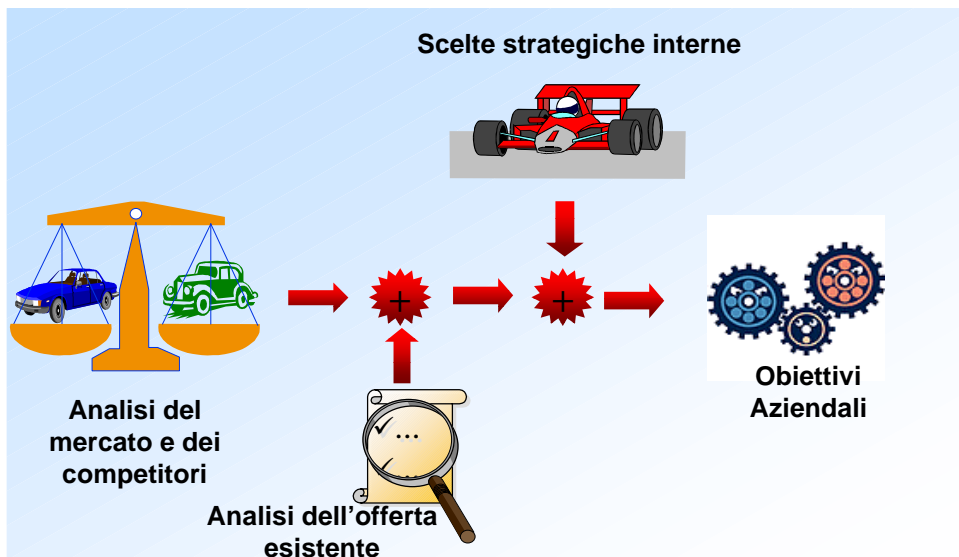 Scelte strategiche interne
+
+
Analisi del
mercato e dei
competitori
Obiettivi
Aziendali
...
Analisi dell’offerta
esistente